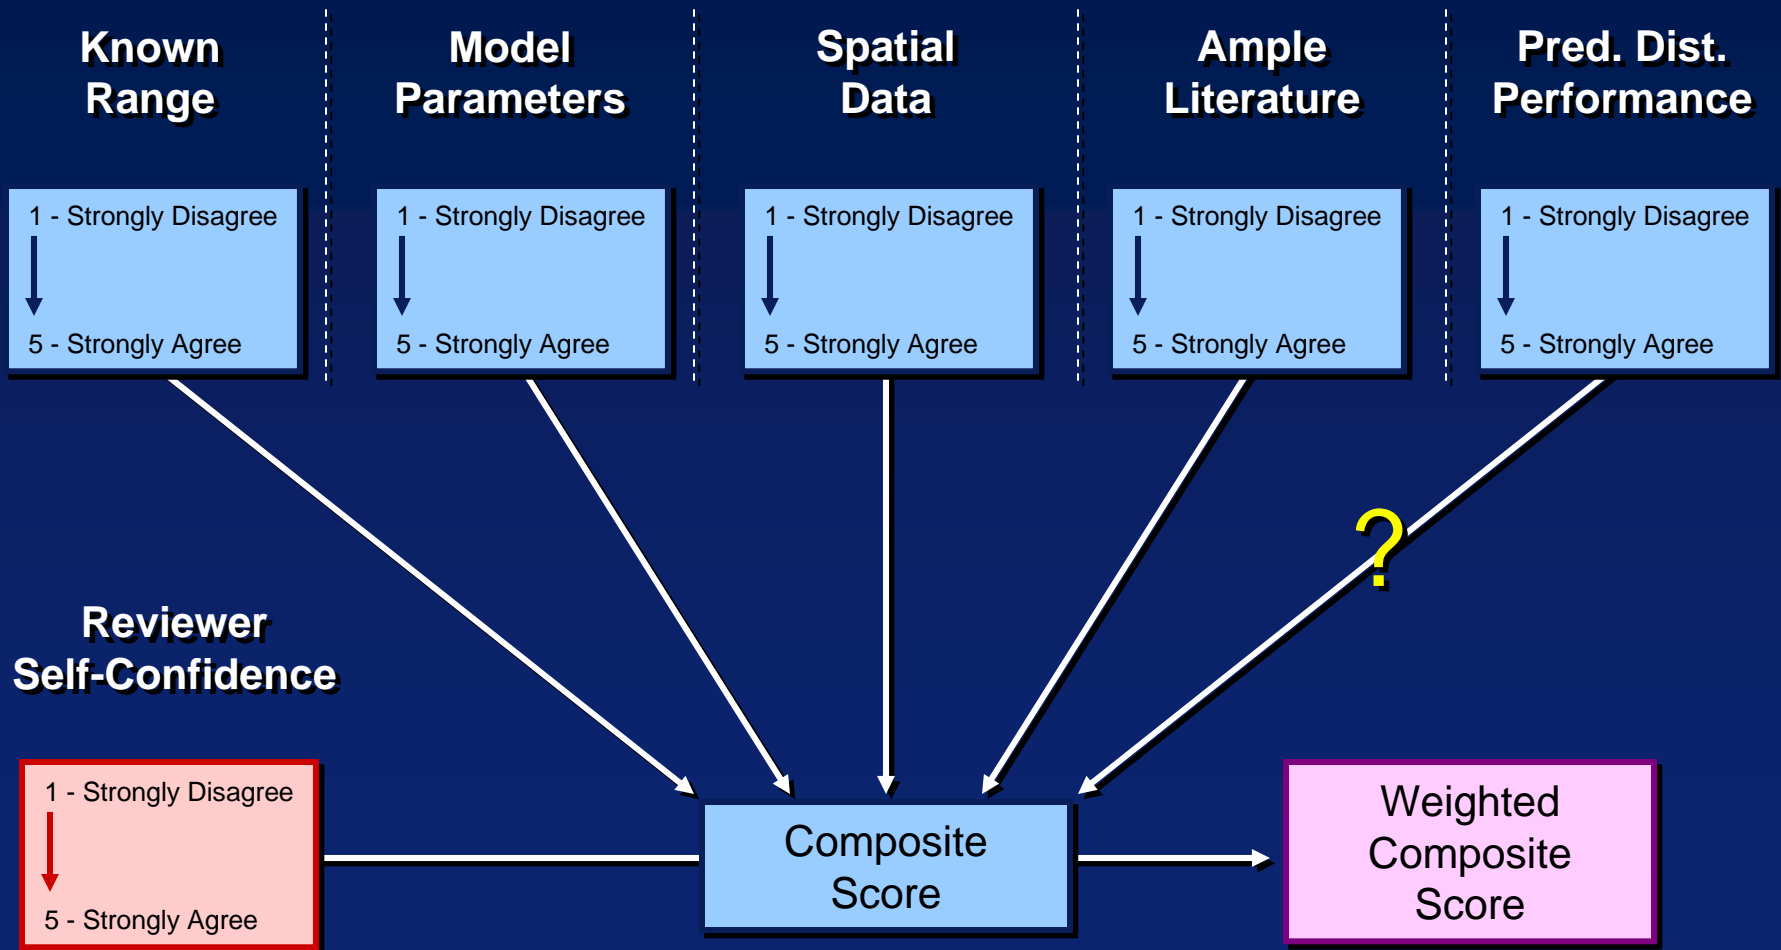 Known
Range
Model
Parameters
Spatial
Data
Ample
Literature
Pred. Dist.
Performance
1 - Strongly Disagree
5 - Strongly Agree
1 - Strongly Disagree
5 - Strongly Agree
1 - Strongly Disagree
5 - Strongly Agree
1 - Strongly Disagree
5 - Strongly Agree
1 - Strongly Disagree
5 - Strongly Agree
?
Reviewer
Self-Confidence
1 - Strongly Disagree
5 - Strongly Agree
Composite
Score
Weighted
Composite
Score